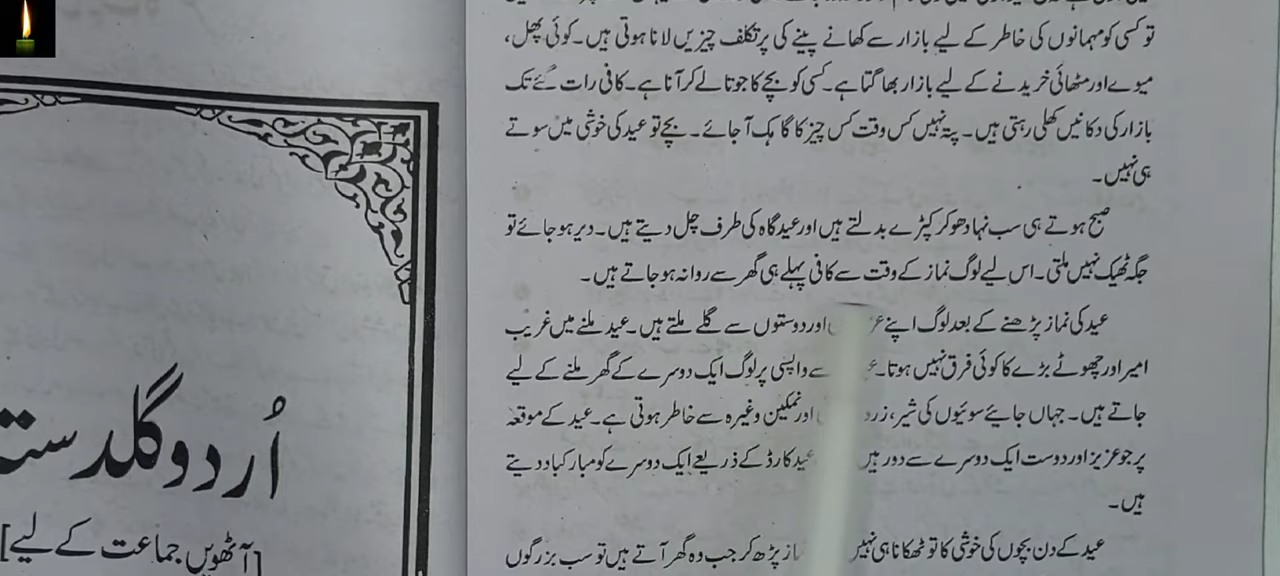 تو کسی کو مہمانوں کی خاطر کے لیے بازار سے کھانے پینے کی پر تکلف چیزیں لانا ہوتی ہیں۔ کوئی پھل،
میوے اور مٹھائی خریدنے کے لیے بازار بھاگتا ہے۔ کسی کو بچے کا جوتا لے کر آنا ہے۔ کافی رات گئے تک
بازار کی دکانیں کھلی رہتی ہیں۔ پتہ نہیں کس وقت کس چیز کا گاہک آ جائے۔ بچے تو عید کی خوشی میں سوتے
ہی نہیں۔
صبح ہوتے ہی سب نہا دھو کر کپڑے بدلتے ہیں اور عید گاہ کی طرف چل دیتے ہیں۔ دیر ہو جائے تو
جگہ ٹھیک نہیں ملتی۔ اس لیے لوگ نماز کے وقت سے کافی پہلے ہی گھر سے روانہ ہو جاتے ہیں۔
عید کی نماز پڑھنے کے بعد لوگ اپنے اور دوستوں سے گلے ملتے ہیں۔ عید ملنے میں غریب
امیر اور چھوٹے بڑے کا کوئی فرق نہیں ہوتا۔ سے واپسی پر لوگ ایک دوسرے کے گھر ملنے کے لیے
جاتے ہیں۔ جہاں جائیے سوئیوں کی شیر، اور نمکین وغیرہ سے خاطر ہوتی ہے۔ عید کے موقعہ
پر جو عزیز اور دوست ایک دوسرے سے دور ہیں عید کارڈ کے ذریعے ایک دوسرے کو مبارکباد دیتے
ہیں۔
عید کے دن بچوں کی خوشی کا تو ٹھکانا ہی نہیں پڑھ کر جب وہ گھر آتے ہیں تو سب بزرگوں
اُردو گلدستہ
[آٹھویں جماعت کے لیے]